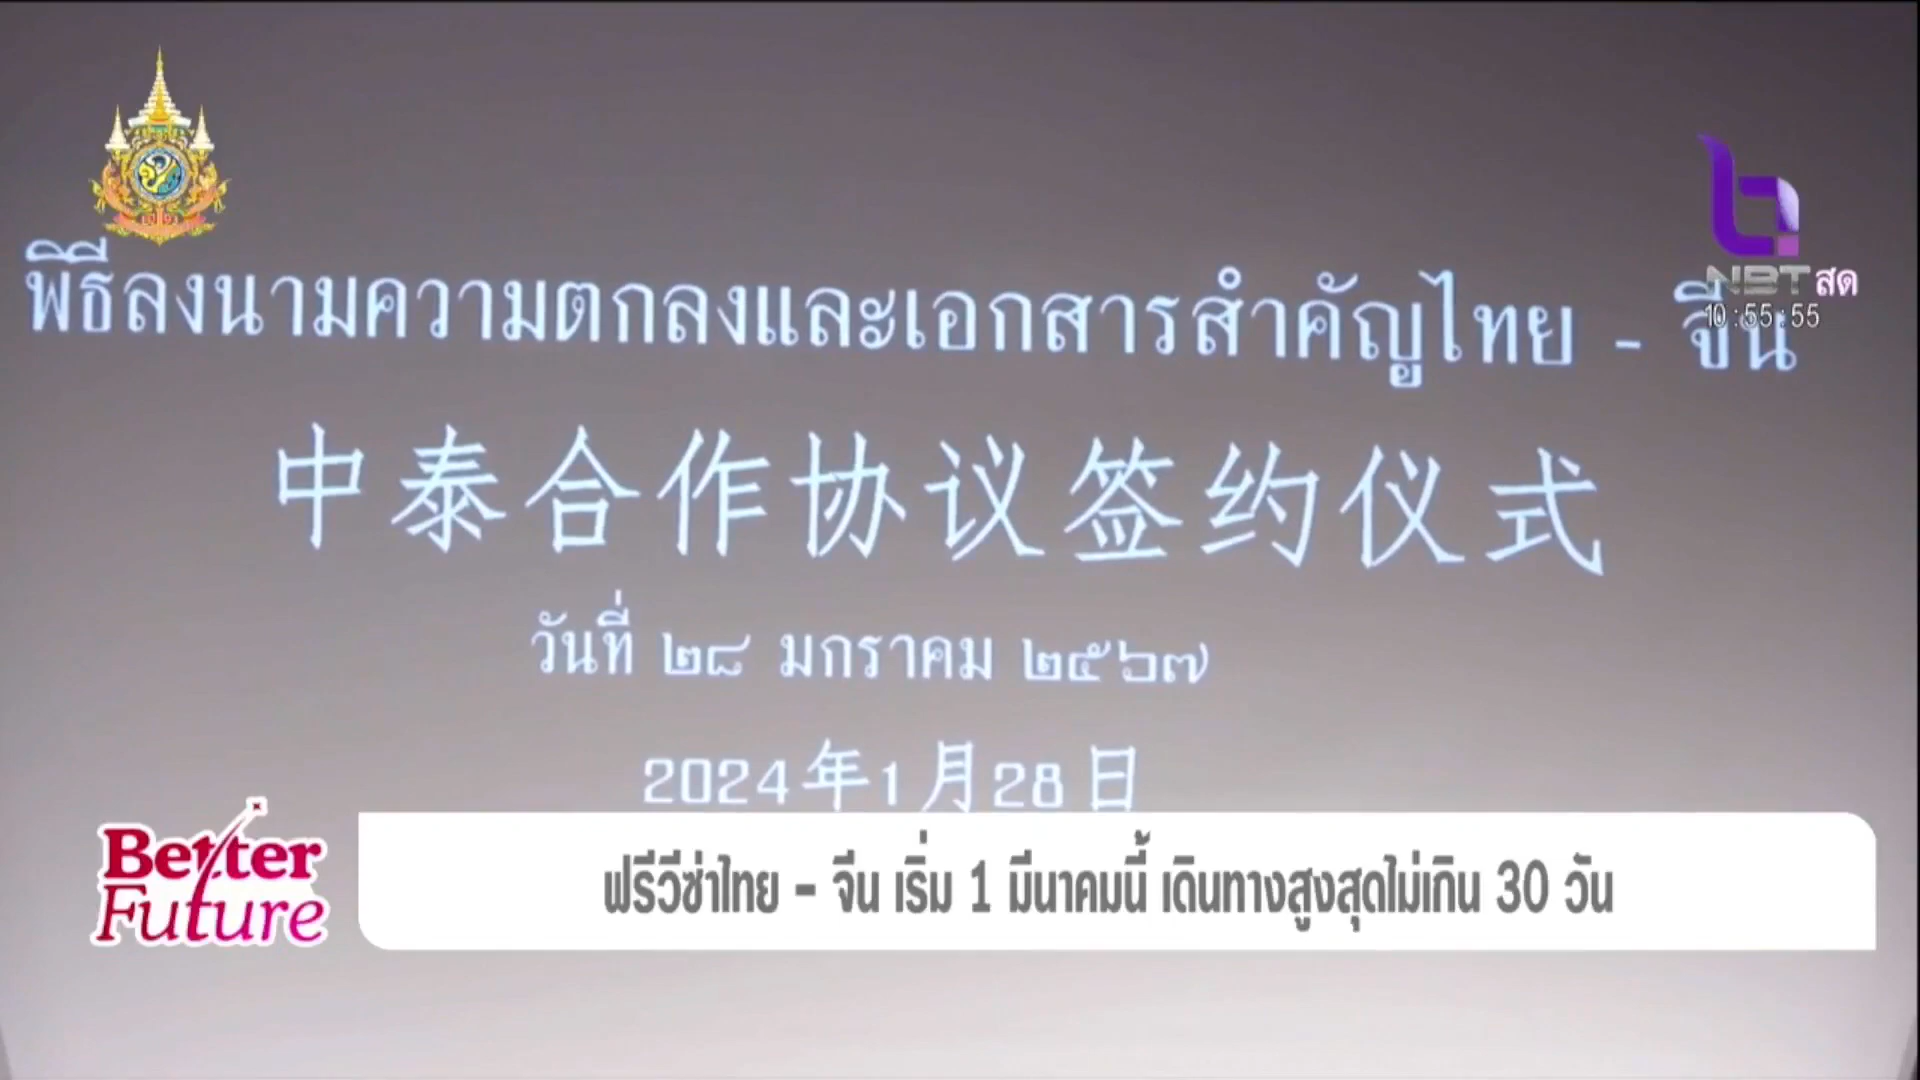 พิธีลงนามความตกลงและเอกสารสำคัญไทย - จีน
NBT สด
10:55:55
中泰合作协议签约仪式
วันที่ ๒๘ มกราคม ๒๕๖๗
2024年1月28日
Better
Future
ฟรีวีซ่าไทย – จีน เริ่ม 1 มีนาคมนี้ เดินทางสูงสุดไม่เกิน 30 วัน